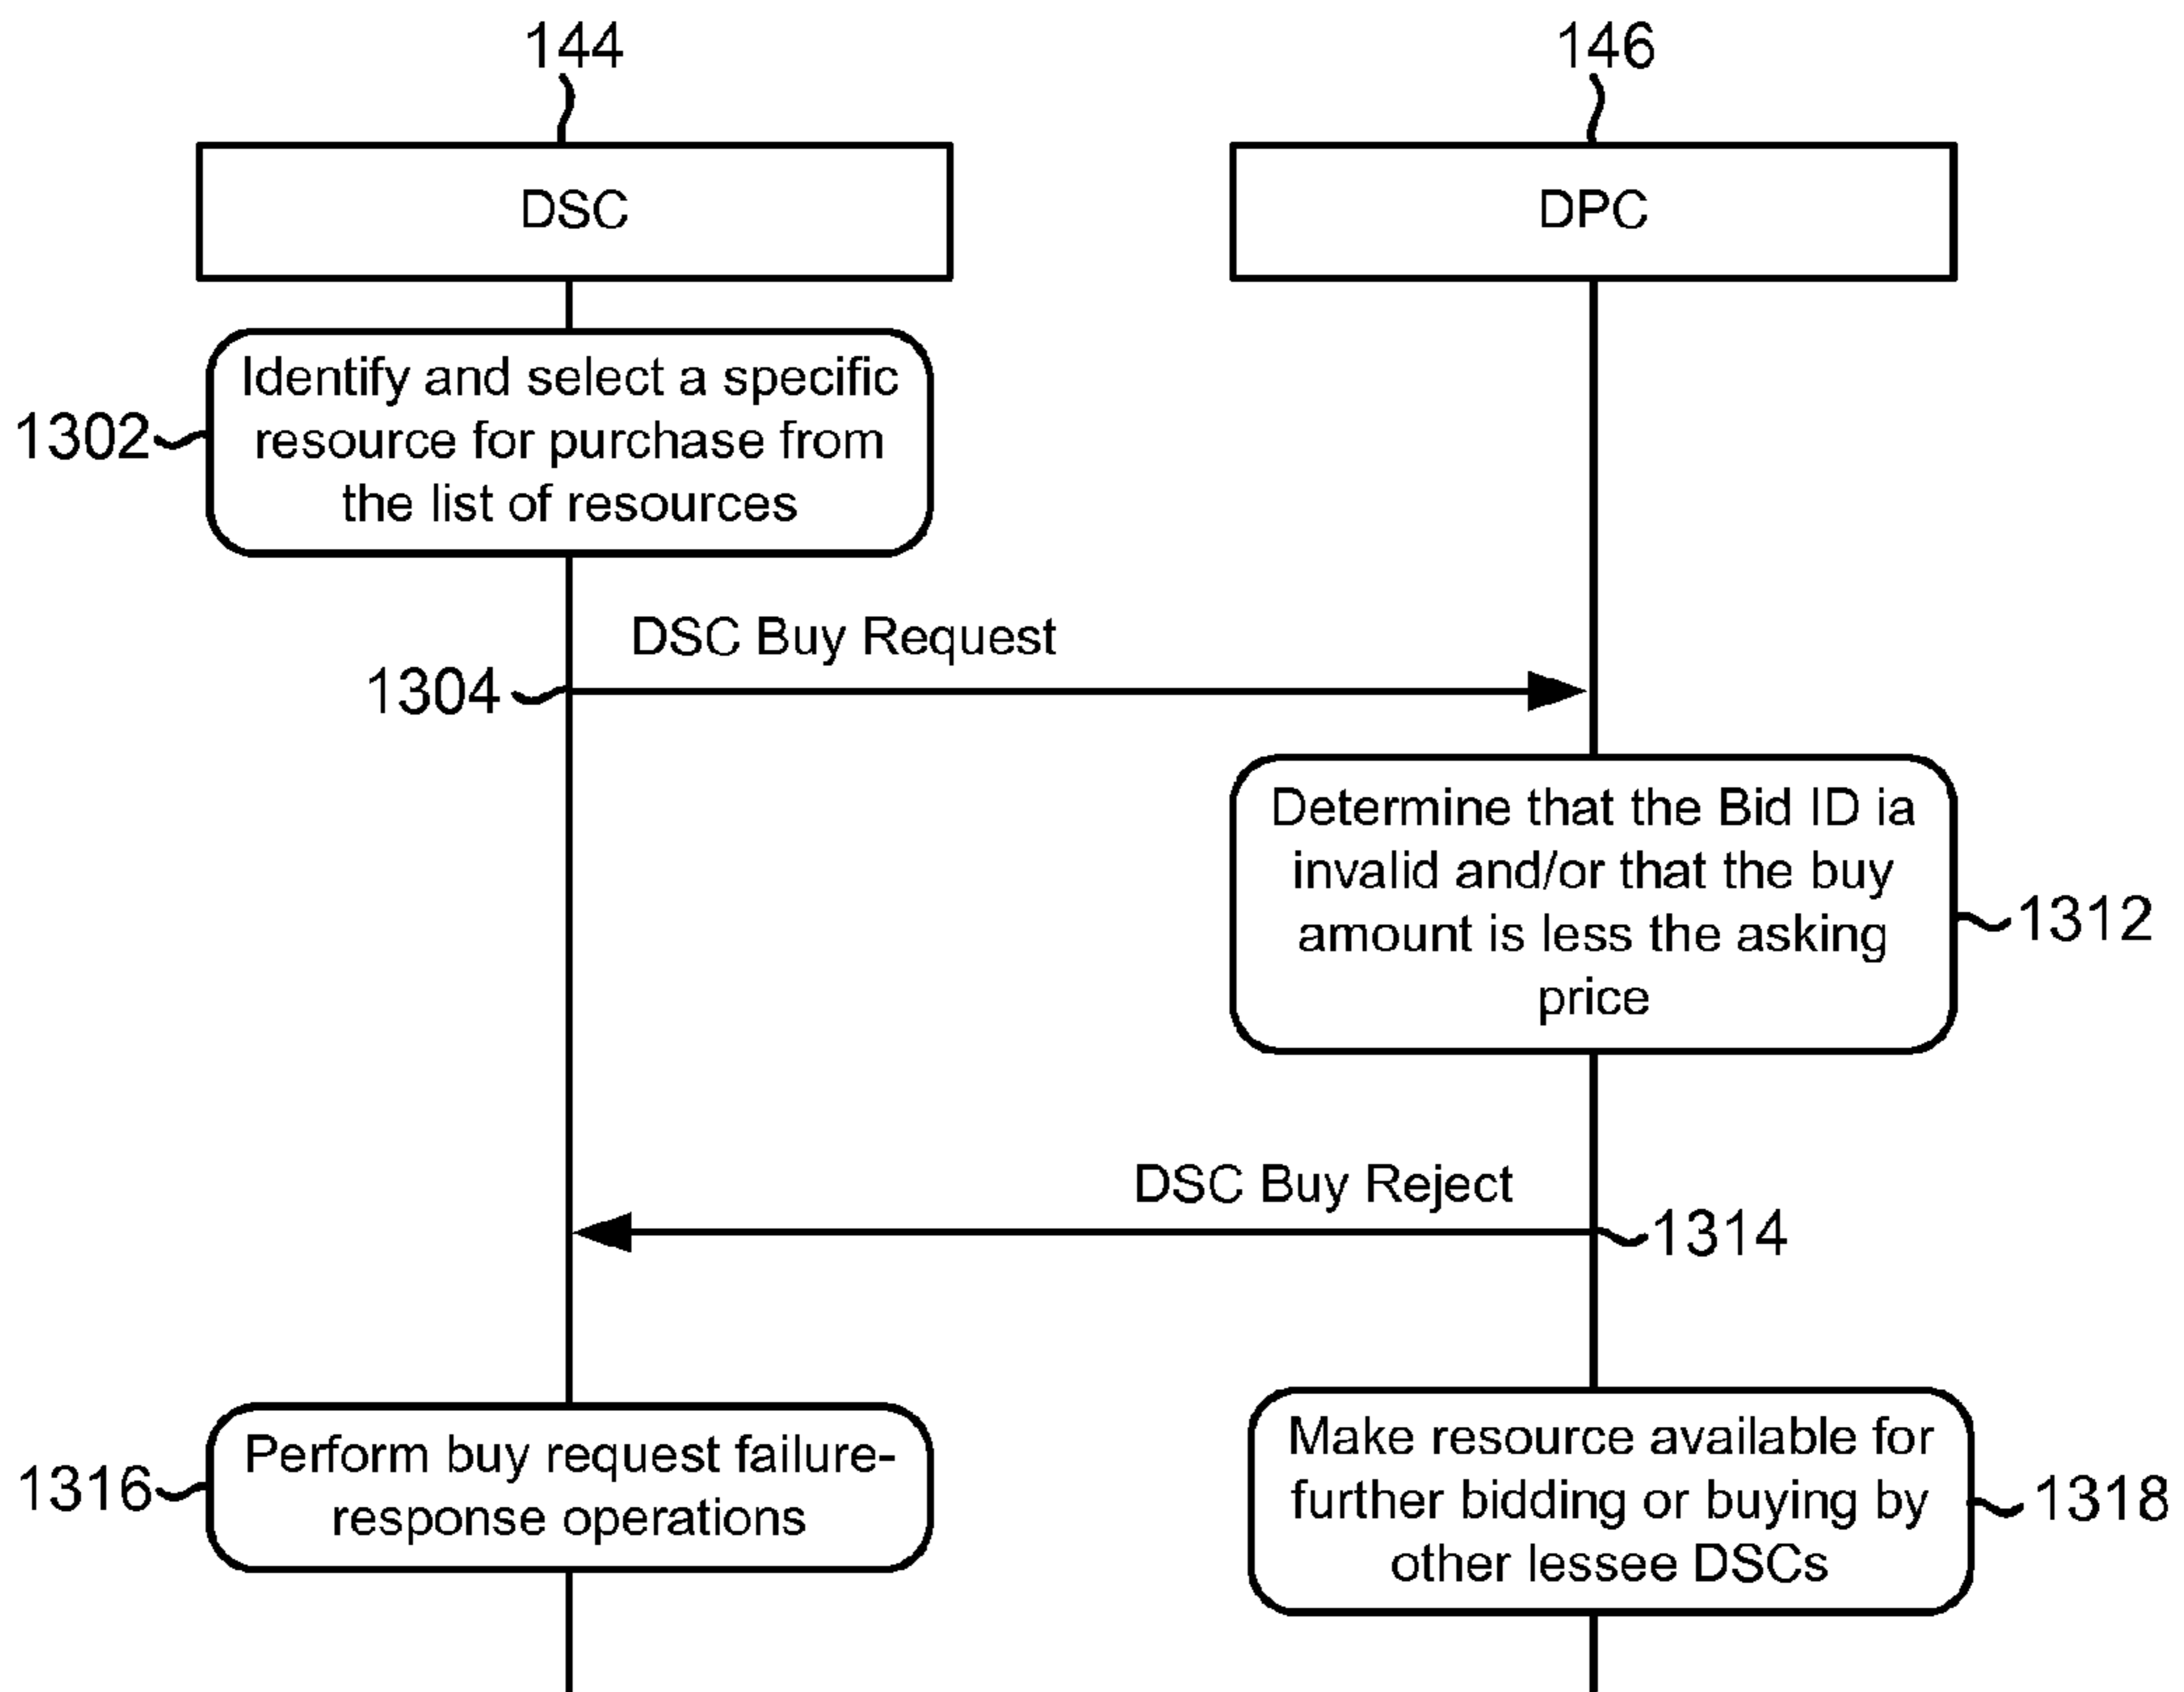 144
146
DSC
DPC
Identify and select a specific
resource for purchase from
the list of resources
1302
DSC Buy Request
1304
Determine that the Bid ID ia
invalid and/or that the buy
amount is less the asking
price
1312
DSC Buy Reject
1314
Perform buy request failure-
response operations
1316
Make resource available for
further bidding or buying by
other lessee DSCs
1318